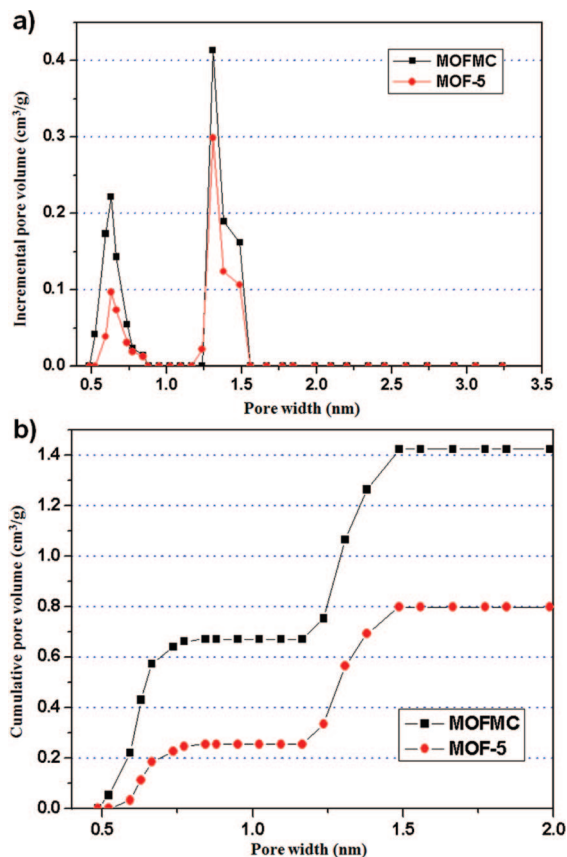 a)
Incremental pore volume (cm³/g)
0.4
0.3
0.2
0.1
0.0
MOFMC
MOF-5
0.5 1.0 1.5 2.0 2.5 3.0 3.5
Pore width (nm)
b)
Cumulative pore volume (cm³/g)
1.4
1.2
1.0
0.8
0.6
0.4
0.2
0.0
MOFMC
MOF-5
0.5 1.0 1.5 2.0
Pore width (nm)